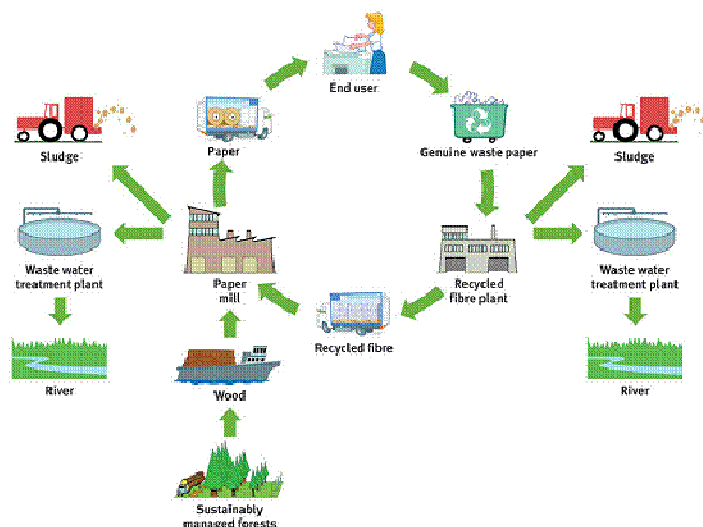 End user
Sludge
Paper
Genuine waste paper
Sludge
Waste water
treatment plant
Paper
mill
Recycled
fibre plant
Waste water
treatment plant
Recycled fibre
River
Wood
River
Sustainably
managed forests